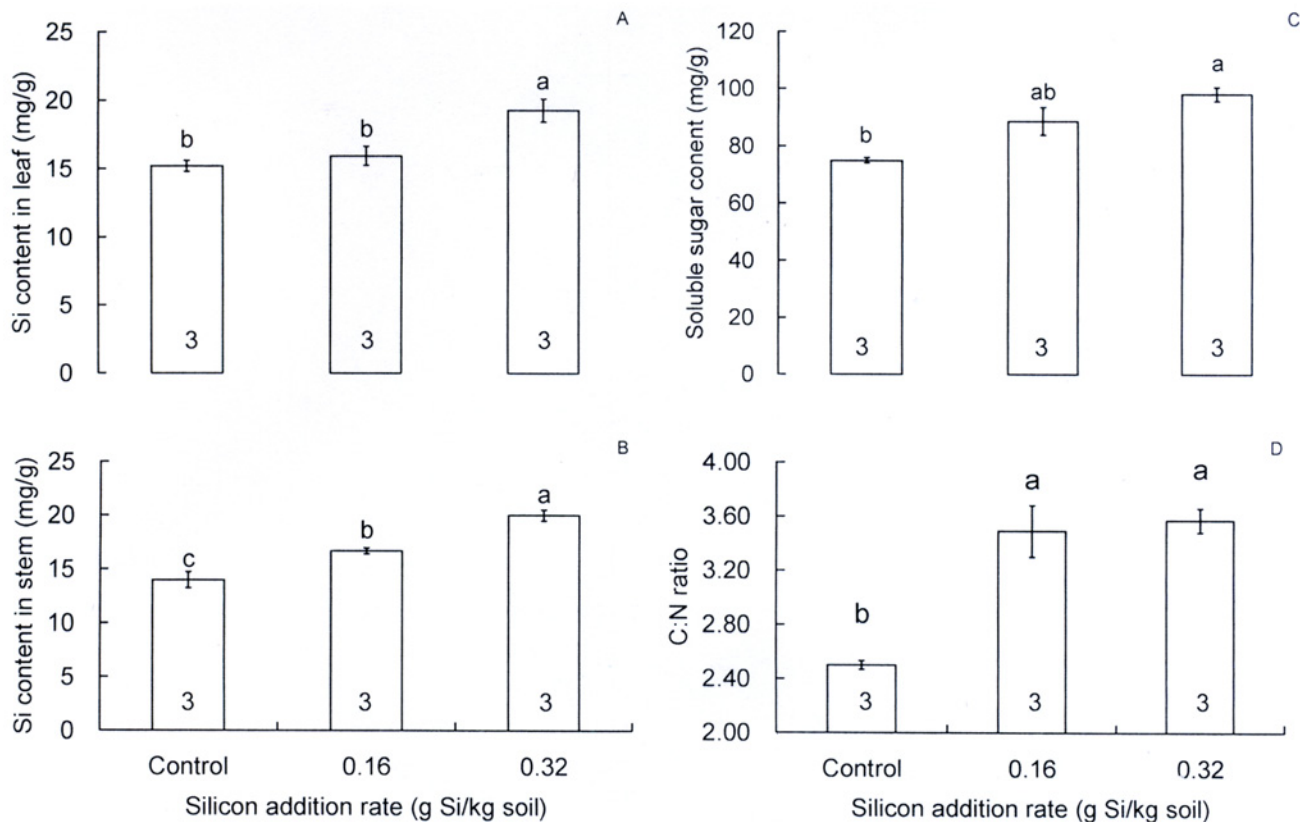 A
Si content in leaf (mg/g)
25
20
15
10
5
0
b
b
a
3
3
3
C
Soluble sugar conent (mg/g)
120
100
80
60
40
20
0
b
ab
a
3
3
3
B
Si content in stem (mg/g)
25
20
15
10
5
0
c
b
a
3
3
3
Control
0.16
0.32
Silicon addition rate (g Si/kg soil)
D
C:N ratio
4.00
3.60
3.20
2.80
2.40
2.00
b
a
a
3
3
3
Control
0.16
0.32
Silicon addition rate (g Si/kg soil)